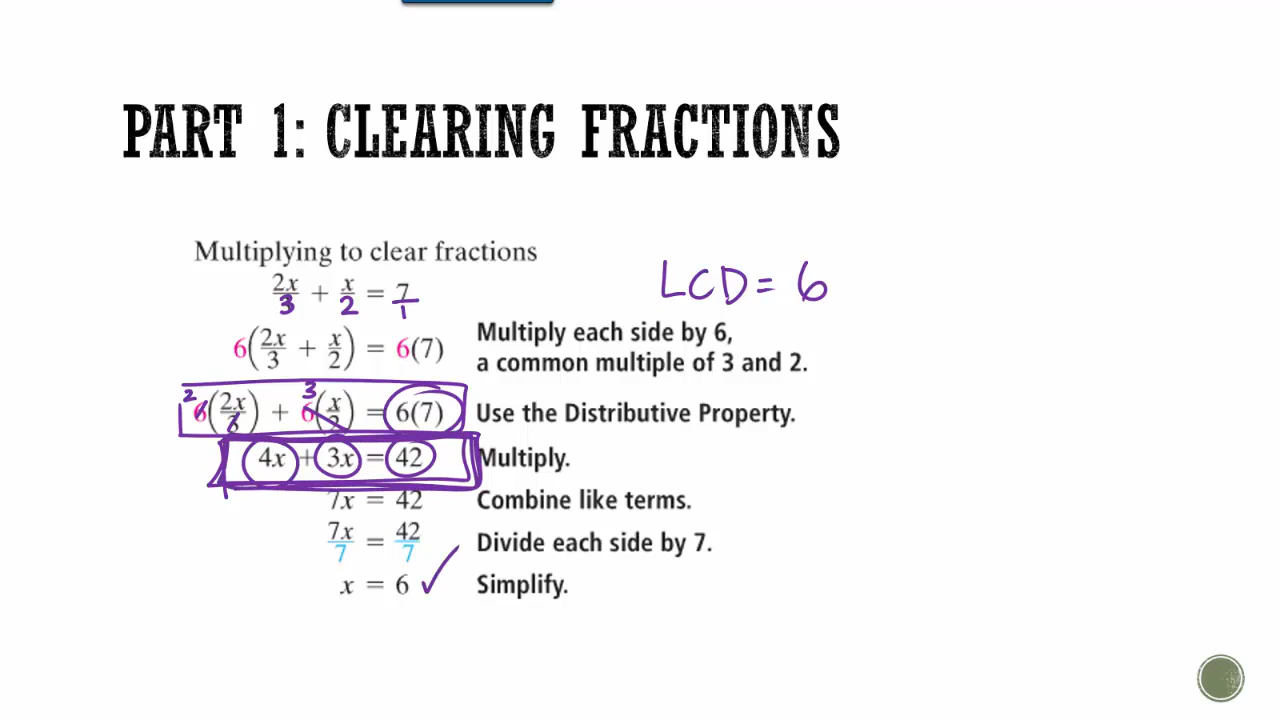 PART 1: CLEARING FRACTIONS
Multiplying to clear fractions
2x/3 + x/2 = 7/1
LCD = 6
6(2x/3 + x/2) = 6(7) Multiply each side by 6,
a common multiple of 3 and 2.
2 3
6(2x/3) + 6(x/2) = 6(7) Use the Distributive Property.
4x + 3x = 42 Multiply.
7x = 42 Combine like terms.
7x/7 = 42/7 Divide each side by 7.
x = 6 ✓ Simplify.